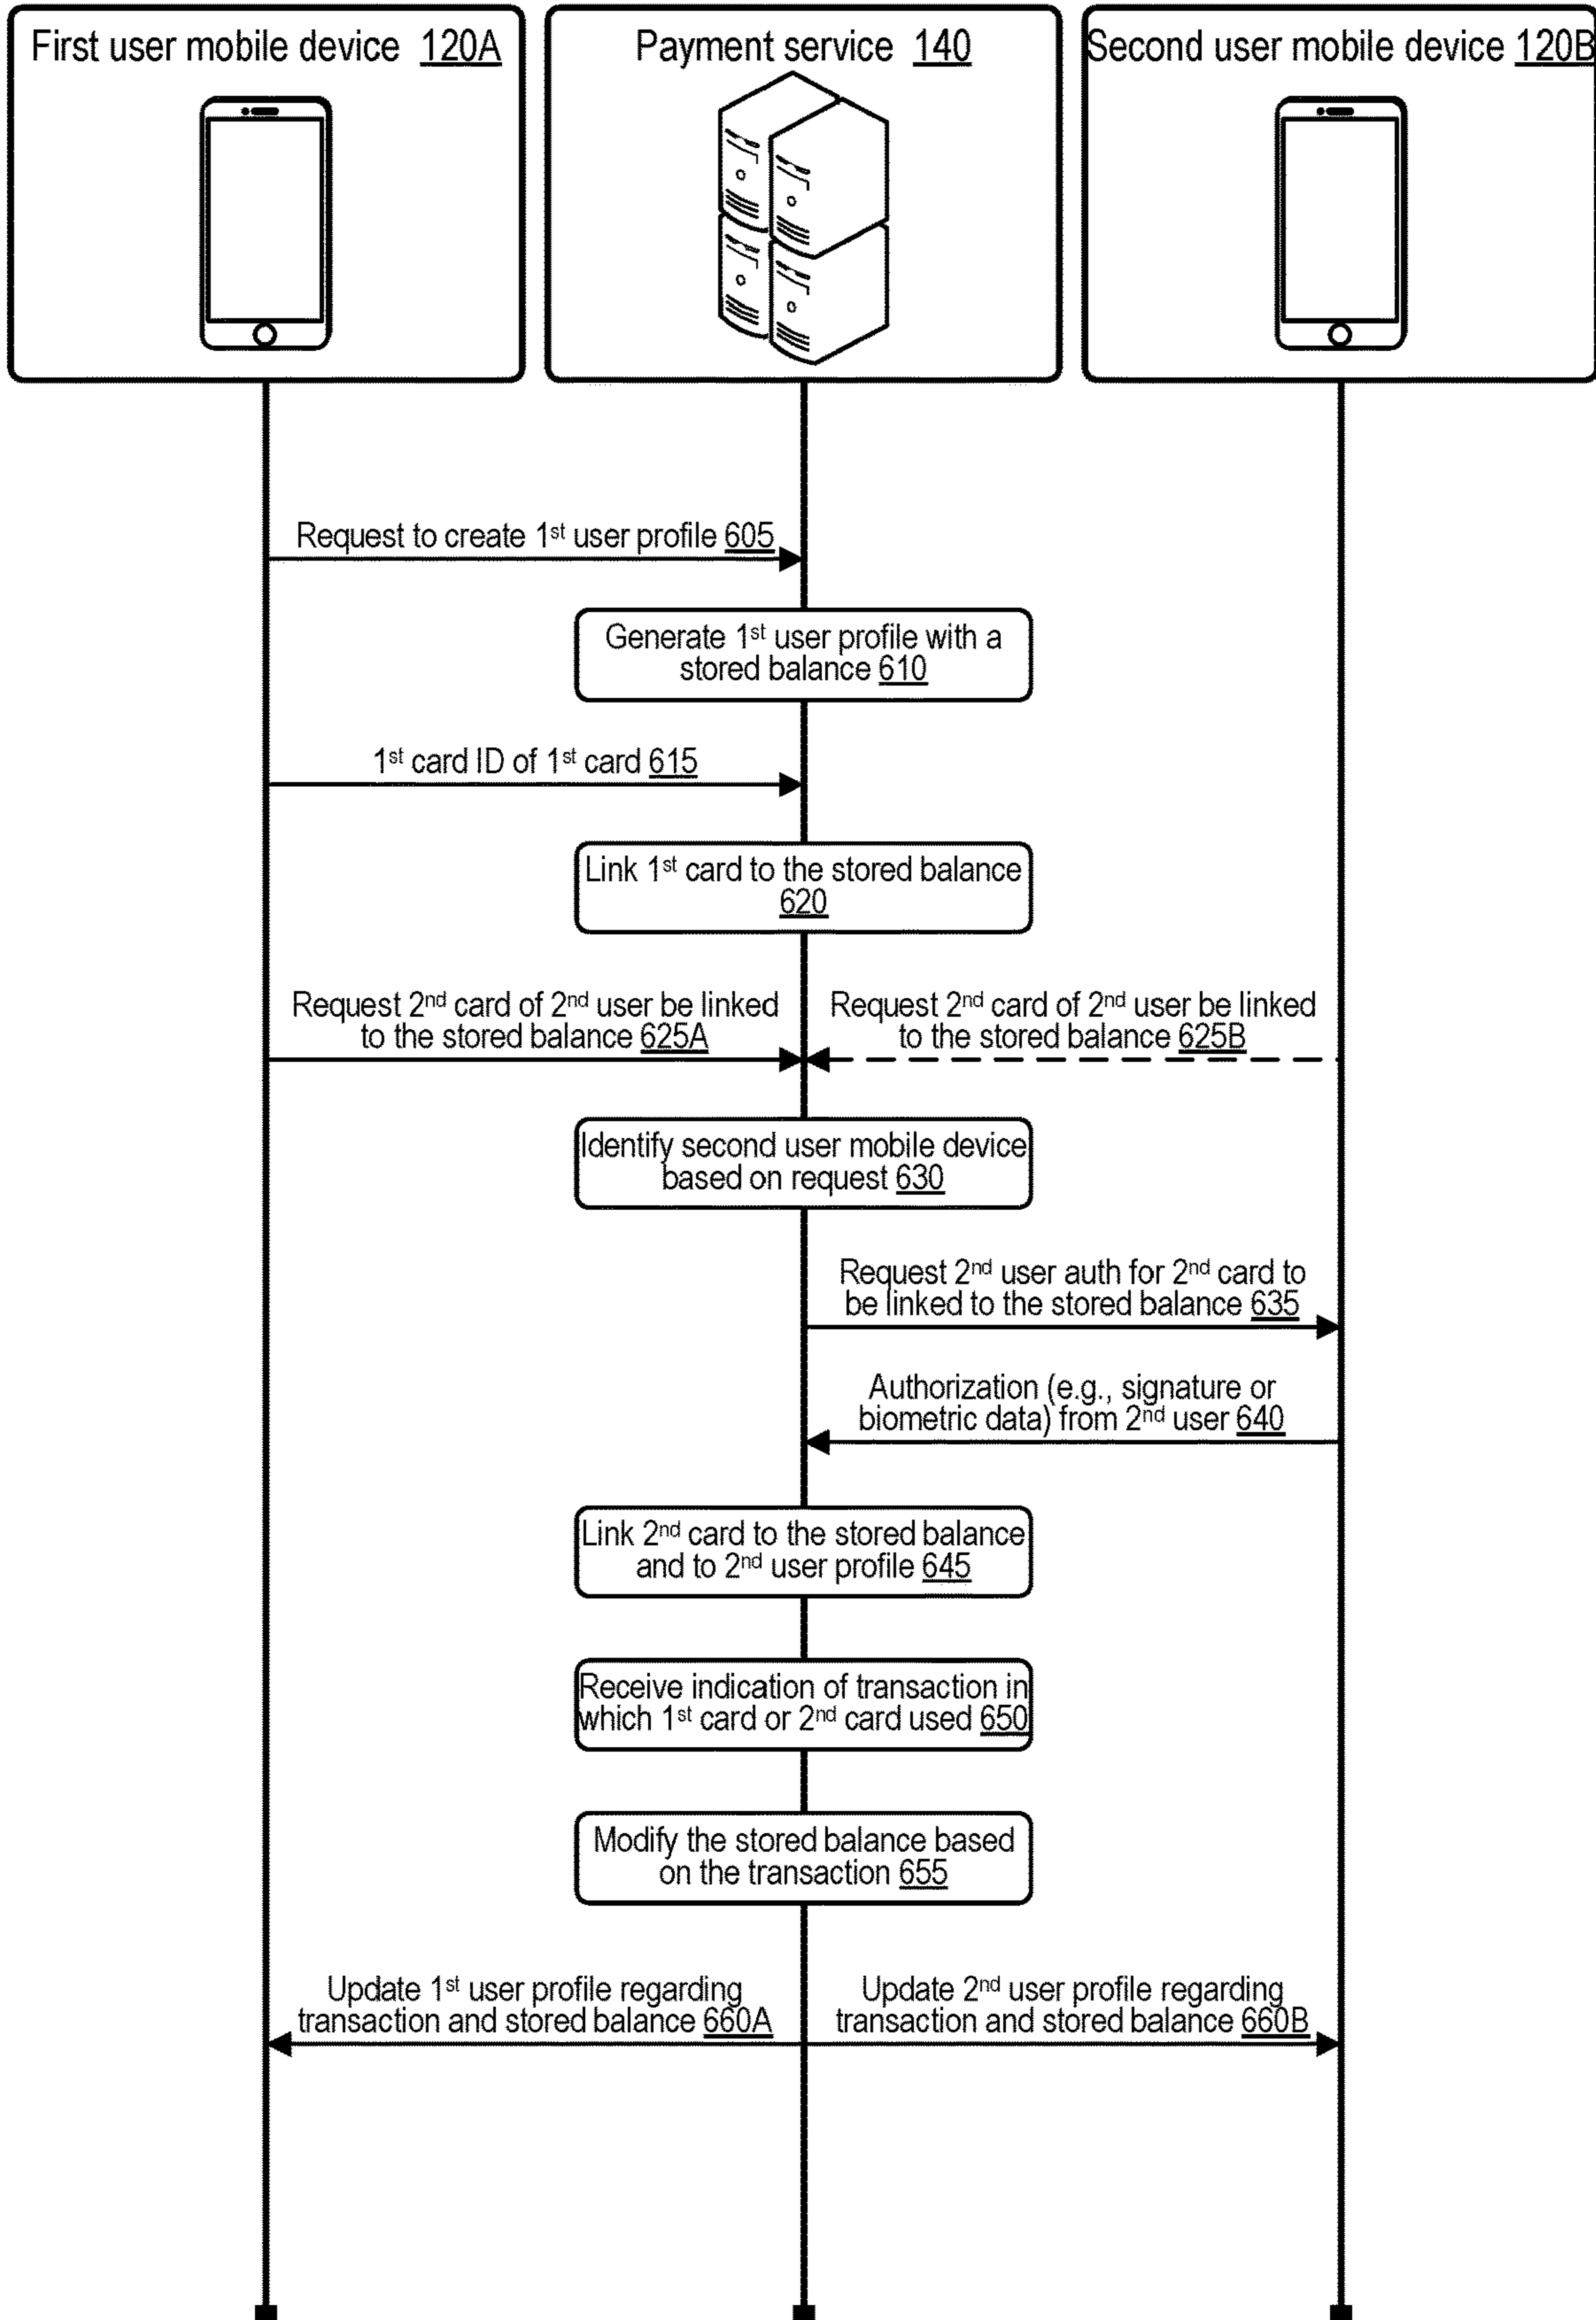 First user mobile device 120A
Payment service 140
Second user mobile device 120B
Request to create 1st user profile 605
Generate 1st user profile with a
stored balance 610
1st card ID of 1st card 615
Link 1st card to the stored balance
620
Request 2nd card of 2nd user be linked
to the stored balance 625A
Request 2nd card of 2nd user be linked
to the stored balance 625B
Identify second user mobile device
based on request 630
Request 2nd user auth for 2nd card to
be linked to the stored balance 635
Authorization (e.g., signature or
biometric data) from 2nd user 640
Link 2nd card to the stored balance
and to 2nd user profile 645
Receive indication of transaction in
which 1st card or 2nd card used 650
Modify the stored balance based
on the transaction 655
Update 1st user profile regarding
transaction and stored balance 660A
Update 2nd user profile regarding
transaction and stored balance 660B